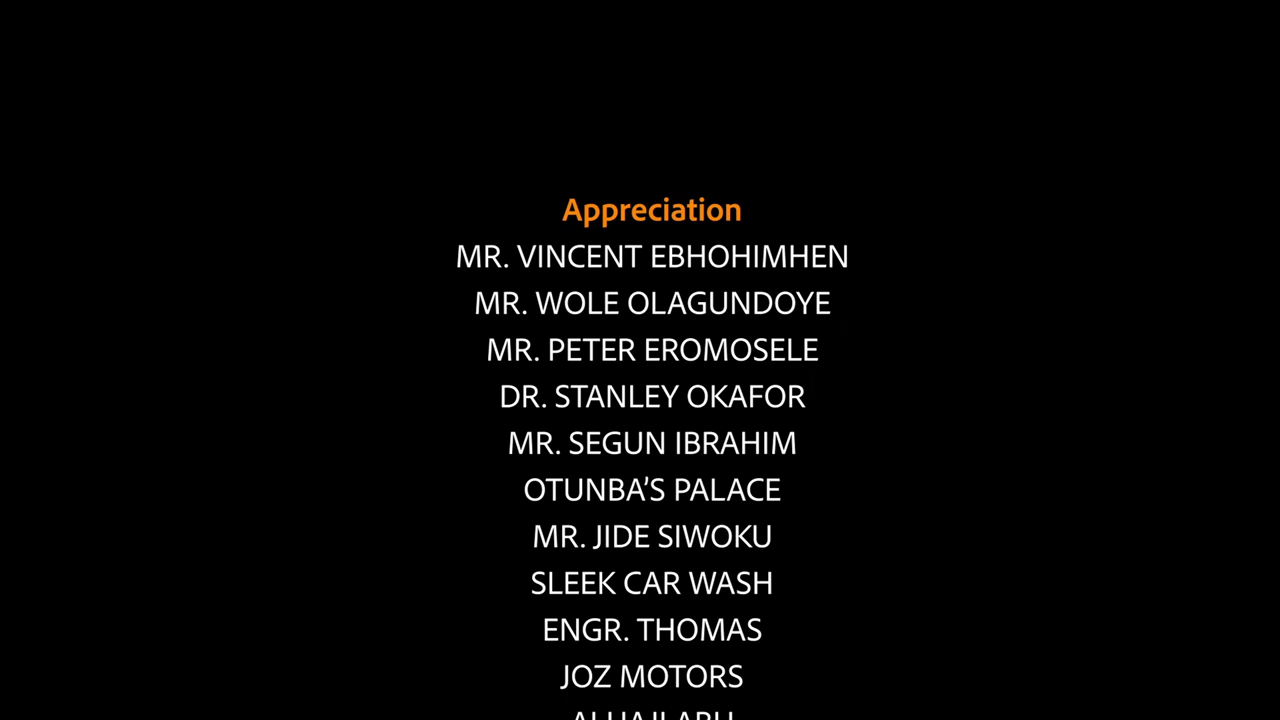 Appreciation
MR. VINCENT EBHOHIMHEN
MR. WOLE OLAGUNDOYE
MR. PETER EROMOSELE
DR. STANLEY OKAFOR
MR. SEGUN IBRAHIM
OTUNBA'S PALACE
MR. JIDE SIWOKU
SLEEK CAR WASH
ENGR. THOMAS
JOZ MOTORS